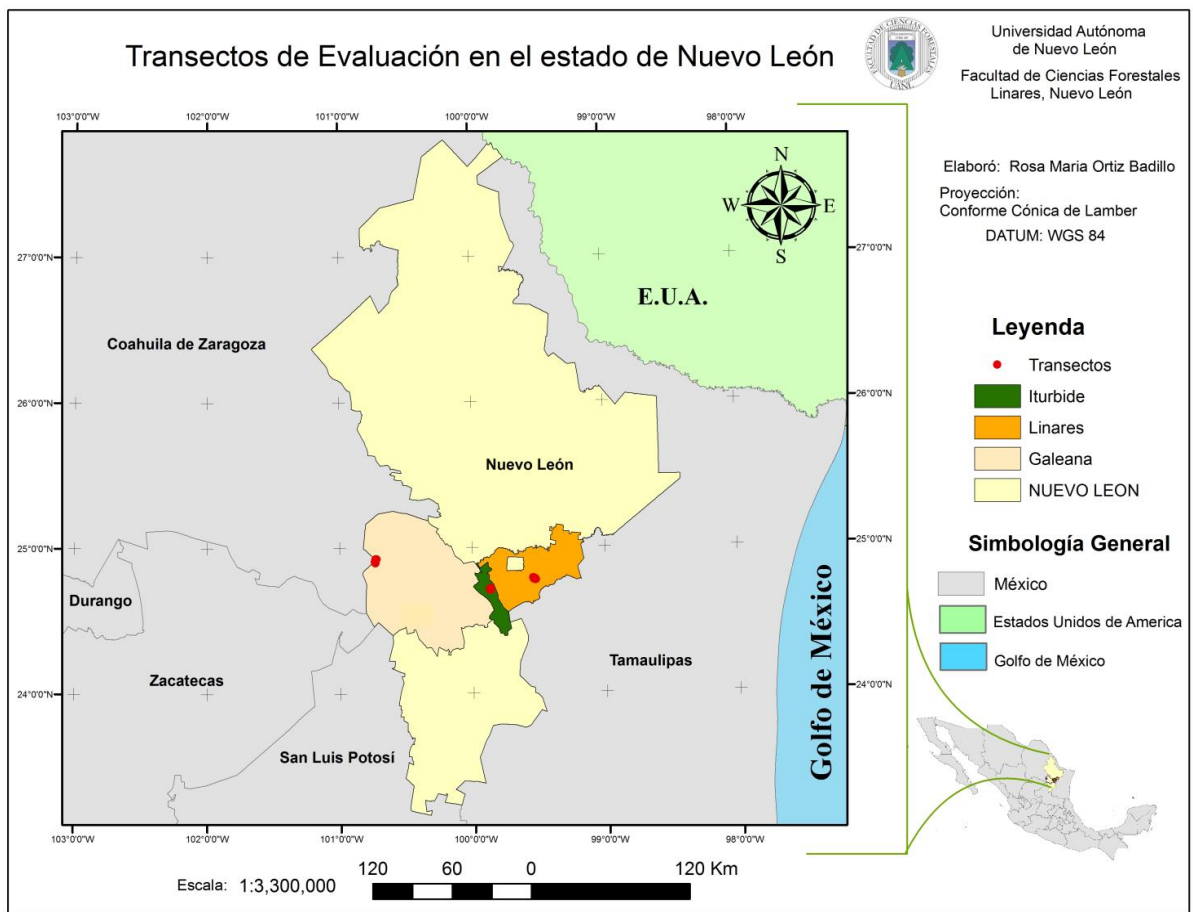 Transectos de Evaluación en el estado de Nuevo León
FACULTAD DE CIENCIAS FORESTALES
UANL
Universidad Autónoma
de Nuevo León
Facultad de Ciencias Forestales
Linares, Nuevo León
Elaboró: Rosa Maria Ortiz Badillo
Proyección:
Conforme Cónica de Lamber
DATUM: WGS 84
103°0'0"W 102°0'0"W 101°0'0"W 100°0'0"W 99°0'0"W 98°0'0"W
N
W E
S
27°0'0"N 27°0'0"N
E.U.A.
Coahuila de Zaragoza
26°0'0"N 26°0'0"N
Nuevo León
25°0'0"N 25°0'0"N
Durango
Tamaulipas
Zacatecas
24°0'0"N 24°0'0"N
San Luis Potosí
Golfo de México
103°0'0"W 102°0'0"W 101°0'0"W 100°0'0"W 99°0'0"W 98°0'0"W
Leyenda
Transectos
Iturbide
Linares
Galeana
NUEVO LEON
Simbología General
México
Estados Unidos de America
Golfo de México
Escala: 1:3,300,000
120 60 0 120 Km